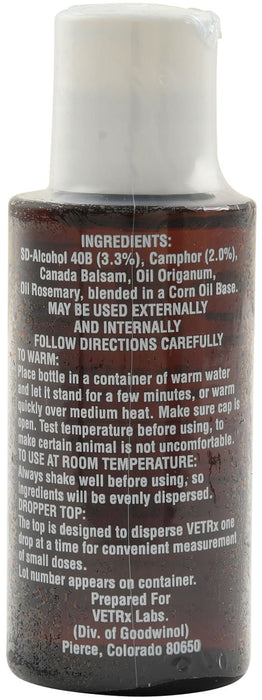 INGREDIENTS:
SD-Alcohol 40B (3.3%), Camphor (2.0%),
Canada Balsam, Oil Origanum,
Oil Rosemary, blended in a Corn Oil Base.
MAY BE USED EXTERNALLY
AND INTERNALLY
FOLLOW DIRECTIONS CAREFULLY
TO WARM:
Place bottle in a container of warm water
and let it stand for a few minutes, or warm
quickly over medium heat. Make sure cap is
open. Test temperature before using, to
make certain animal is not uncomfortable.
TO USE AT ROOM TEMPERATURE:
Always shake well before using, so
ingredients will be evenly dispersed.
DROPPER TOP:
The top is designed to disperse VETRx one
drop at a time for convenient measurement
of small doses.
Lot number appears on container.
Prepared For
VETRx Labs.
(Div. of Goodwinol)
Pierce, Colorado 80650